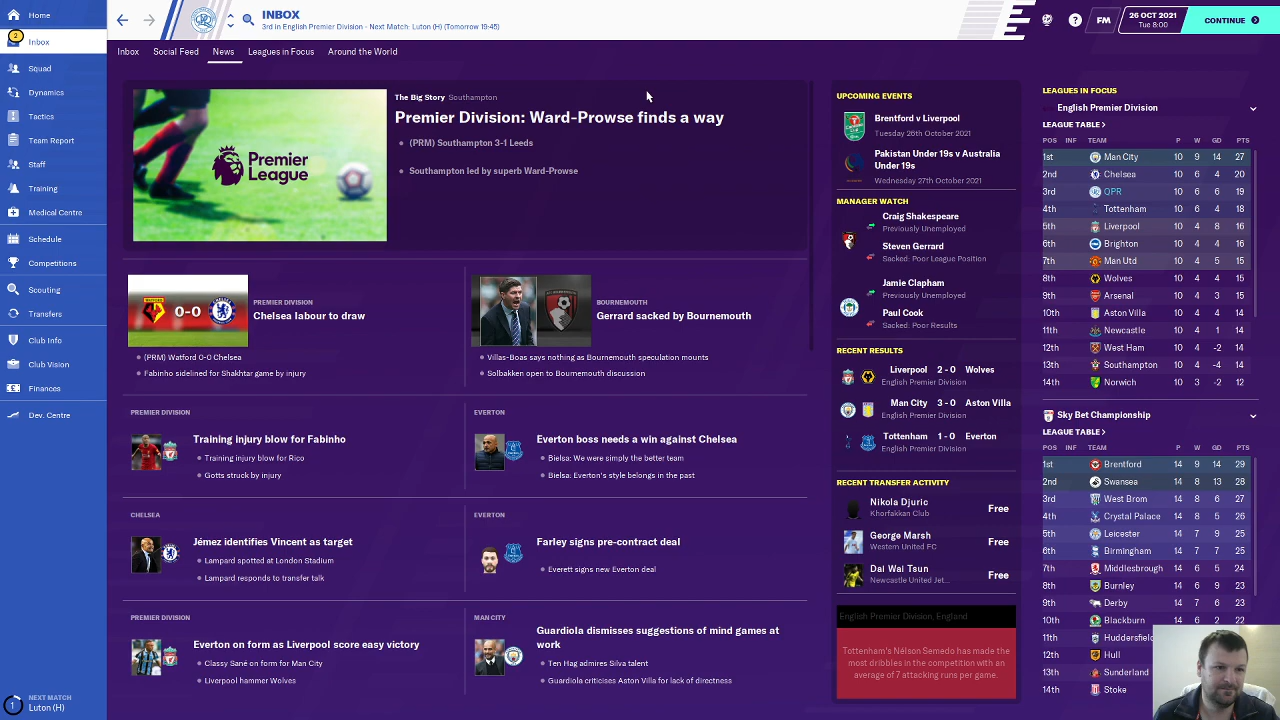 Home
INBOX
3rd in English Premier Division - Next Match: Luton (H) (Tomorrow 19:45)
?
FM
26 OCT 2021
Tue 8:00
CONTINUE
2
Inbox
Squad
Dynamics
Tactics
Team Report
Staff
Training
Medical Centre
Schedule
Competitions
Scouting
Transfers
Club Info
Club Vision
Finances
Dev. Centre
1
NEXT MATCH
Luton (H)
Inbox
Social Feed
News
Leagues in Focus
Around the World
Premier
League
The Big Story Southampton
Premier Division: Ward-Prowse finds a way
(PRM) Southampton 3-1 Leeds
Southampton led by superb Ward-Prowse
0-0
PREMIER DIVISION
Chelsea labour to draw
(PRM) Watford 0-0 Chelsea
Fabinho sidelined for Shakhtar game by injury
BOURNEMOUTH
Gerrard sacked by Bournemouth
Villas-Boas says nothing as Bournemouth speculation mounts
Solbakken open to Bournemouth discussion
PREMIER DIVISION
Training injury blow for Fabinho
Training injury blow for Rico
Gotts struck by injury
EVERTON
Everton boss needs a win against Chelsea
Bielsa: We were simply the better team
Bielsa: Everton's style belongs in the past
CHELSEA
Jémez identifies Vincent as target
Lampard spotted at London Stadium
Lampard responds to transfer talk
EVERTON
Farley signs pre-contract deal
Everett signs new Everton deal
PREMIER DIVISION
Everton on form as Liverpool score easy victory
Classy Sané on form for Man City
Liverpool hammer Wolves
MAN CITY
Guardiola dismisses suggestions of mind games at
work
Ten Hag admires Silva talent
Guardiola criticises Aston Villa for lack of directness
UPCOMING EVENTS
Brentford v Liverpool
Tuesday 26th October 2021
Pakistan Under 19s v Australia
Under 19s
Wednesday 27th October 2021
MANAGER WATCH
Craig Shakespeare
Previously Unemployed
Steven Gerrard
Sacked: Poor League Position
Jamie Clapham
Previously Unemployed
Paul Cook
Sacked: Poor Results
RECENT RESULTS
Liverpool 2 - 0 Wolves
English Premier Division
Man City 3 - 0 Aston Villa
English Premier Division
Tottenham 1 - 0 Everton
English Premier Division
RECENT TRANSFER ACTIVITY
Nikola Djuric
Khorfakkan Club
Free
George Marsh
Western United FC
Free
Dai Wai Tsun
Newcastle United Jet...
Free
English Premier Division, England
Tottenham's Nélson Semedo has made the
most dribbles in the competition with an
average of 7 attacking runs per game.
LEAGUES IN FOCUS
English Premier Division
LEAGUE TABLE
POS INF TEAM P W GD PTS
1st Man City 10 9 14 27
2nd Chelsea 10 6 4 20
3rd QPR 10 6 6 19
4th Tottenham 10 6 4 18
5th Liverpool 10 4 8 16
6th Brighton 10 4 4 16
7th Man Utd 10 4 5 15
8th Wolves 10 4 4 15
9th Arsenal 10 4 3 15
10th Aston Villa 10 4 2 14
11th Newcastle 10 4 1 14
12th West Ham 10 4 -2 14
13th Southampton 10 4 -4 14
14th Norwich 10 3 -2 12
Sky Bet Championship
LEAGUE TABLE
POS INF TEAM P W GD PTS
1st Brentford 14 9 14 29
2nd Swansea 14 8 13 28
3rd West Brom 14 8 6 27
4th Crystal Palace 14 8 5 26
5th Leicester 14 7 9 25
6th Birmingham 14 7 7 25
7th Middlesbrough 14 6 5 24
8th Burnley 14 6 9 23
9th Derby 14 7 6 23
10th Blackburn 14 6 2 22
11th Huddersfield
12th Hull
13th Sunderland
14th Stoke